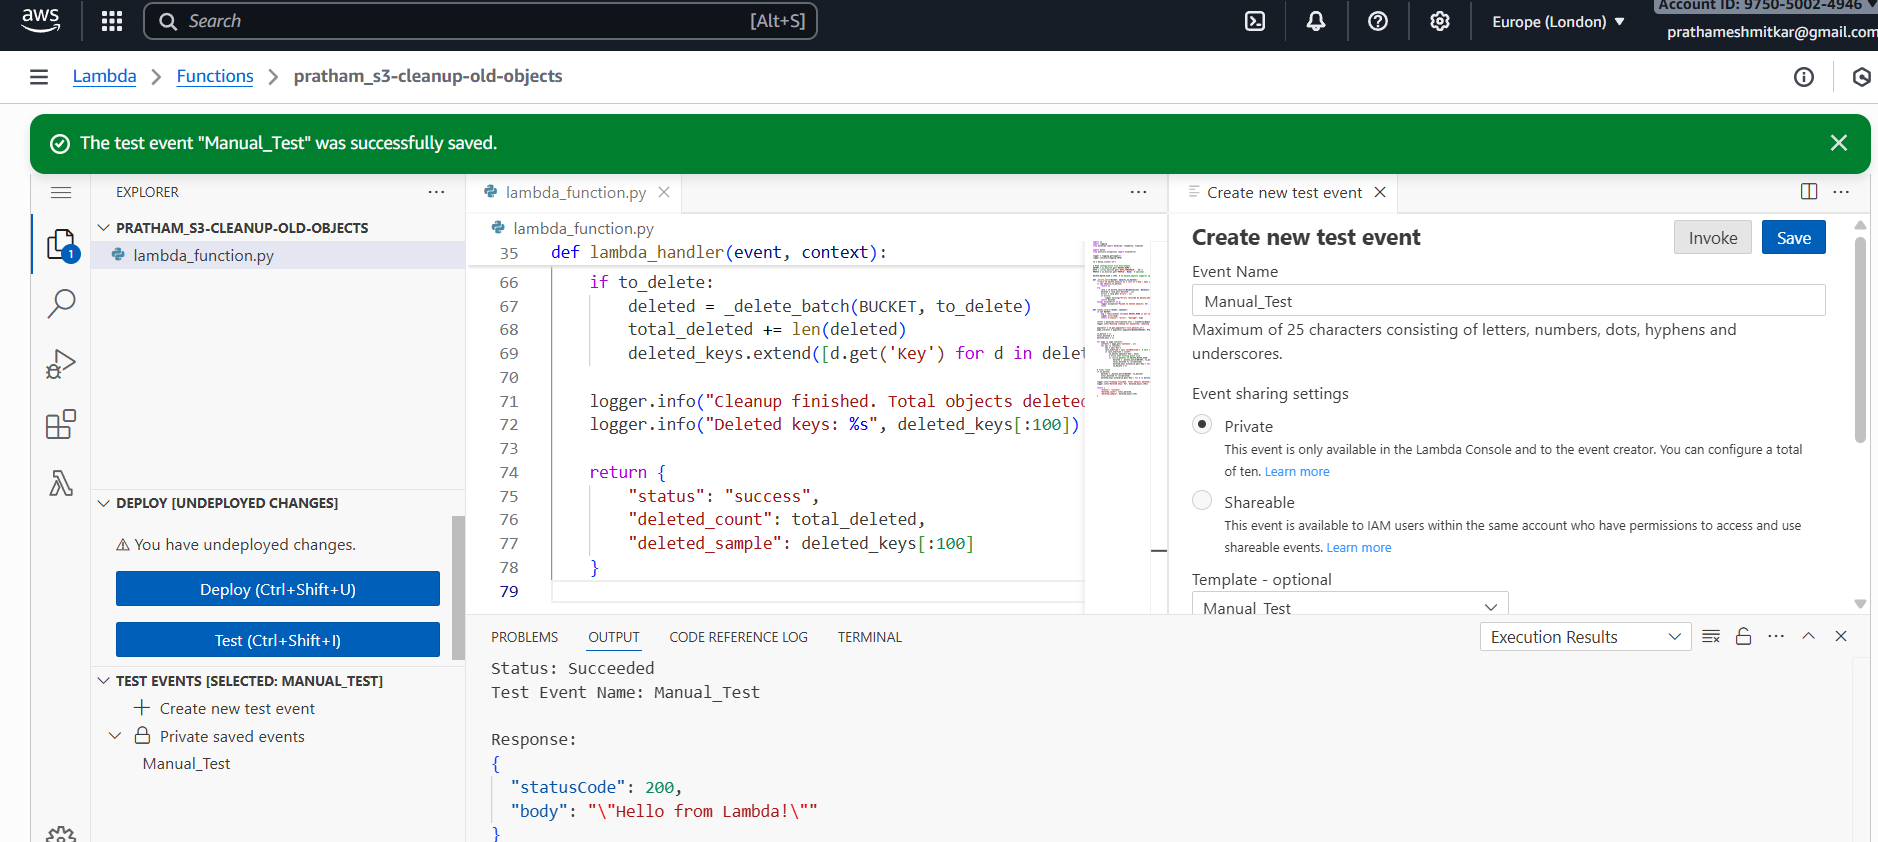 aws
Search
[Alt+S]
Europe (London)
Account ID: 9750-5002-4946
prathameshmitkar@gmail.com
Lambda
Functions
pratham_s3-cleanup-old-objects
The test event "Manual_Test" was successfully saved.
EXPLORER
PRATHAM_S3-CLEANUP-OLD-OBJECTS
1
lambda_function.py
DEPLOY [UNDEPLOYED CHANGES]
You have undeployed changes.
Deploy (Ctrl+Shift+U)
Test (Ctrl+Shift+I)
TEST EVENTS [SELECTED: MANUAL_TEST]
Create new test event
Private saved events
Manual_Test
lambda_function.py
lambda_function.py
35 def lambda_handler(event, context):
66 if to_delete:
67 deleted = _delete_batch(BUCKET, to_delete)
68 total_deleted += len(deleted)
69 deleted_keys.extend([d.get('Key') for d in delet
70
71 logger.info("Cleanup finished. Total objects deleted
72 logger.info("Deleted keys: %s", deleted_keys[:100])
73
74 return {
75 "status": "success",
76 "deleted_count": total_deleted,
77 "deleted_sample": deleted_keys[:100]
78 }
79
Create new test event
Create new test event
Invoke
Save
Event Name
Manual_Test
Maximum of 25 characters consisting of letters, numbers, dots, hyphens and
underscores.
Event sharing settings
Private
This event is only available in the Lambda Console and to the event creator. You can configure a total
of ten. Learn more
Shareable
This event is available to IAM users within the same account who have permissions to access and use
shareable events. Learn more
Template - optional
Manual_Test
PROBLEMS
OUTPUT
CODE REFERENCE LOG
TERMINAL
Execution Results
Status: Succeeded
Test Event Name: Manual_Test
Response:
{
"statusCode": 200,
"body": "\"Hello from Lambda!\""
}